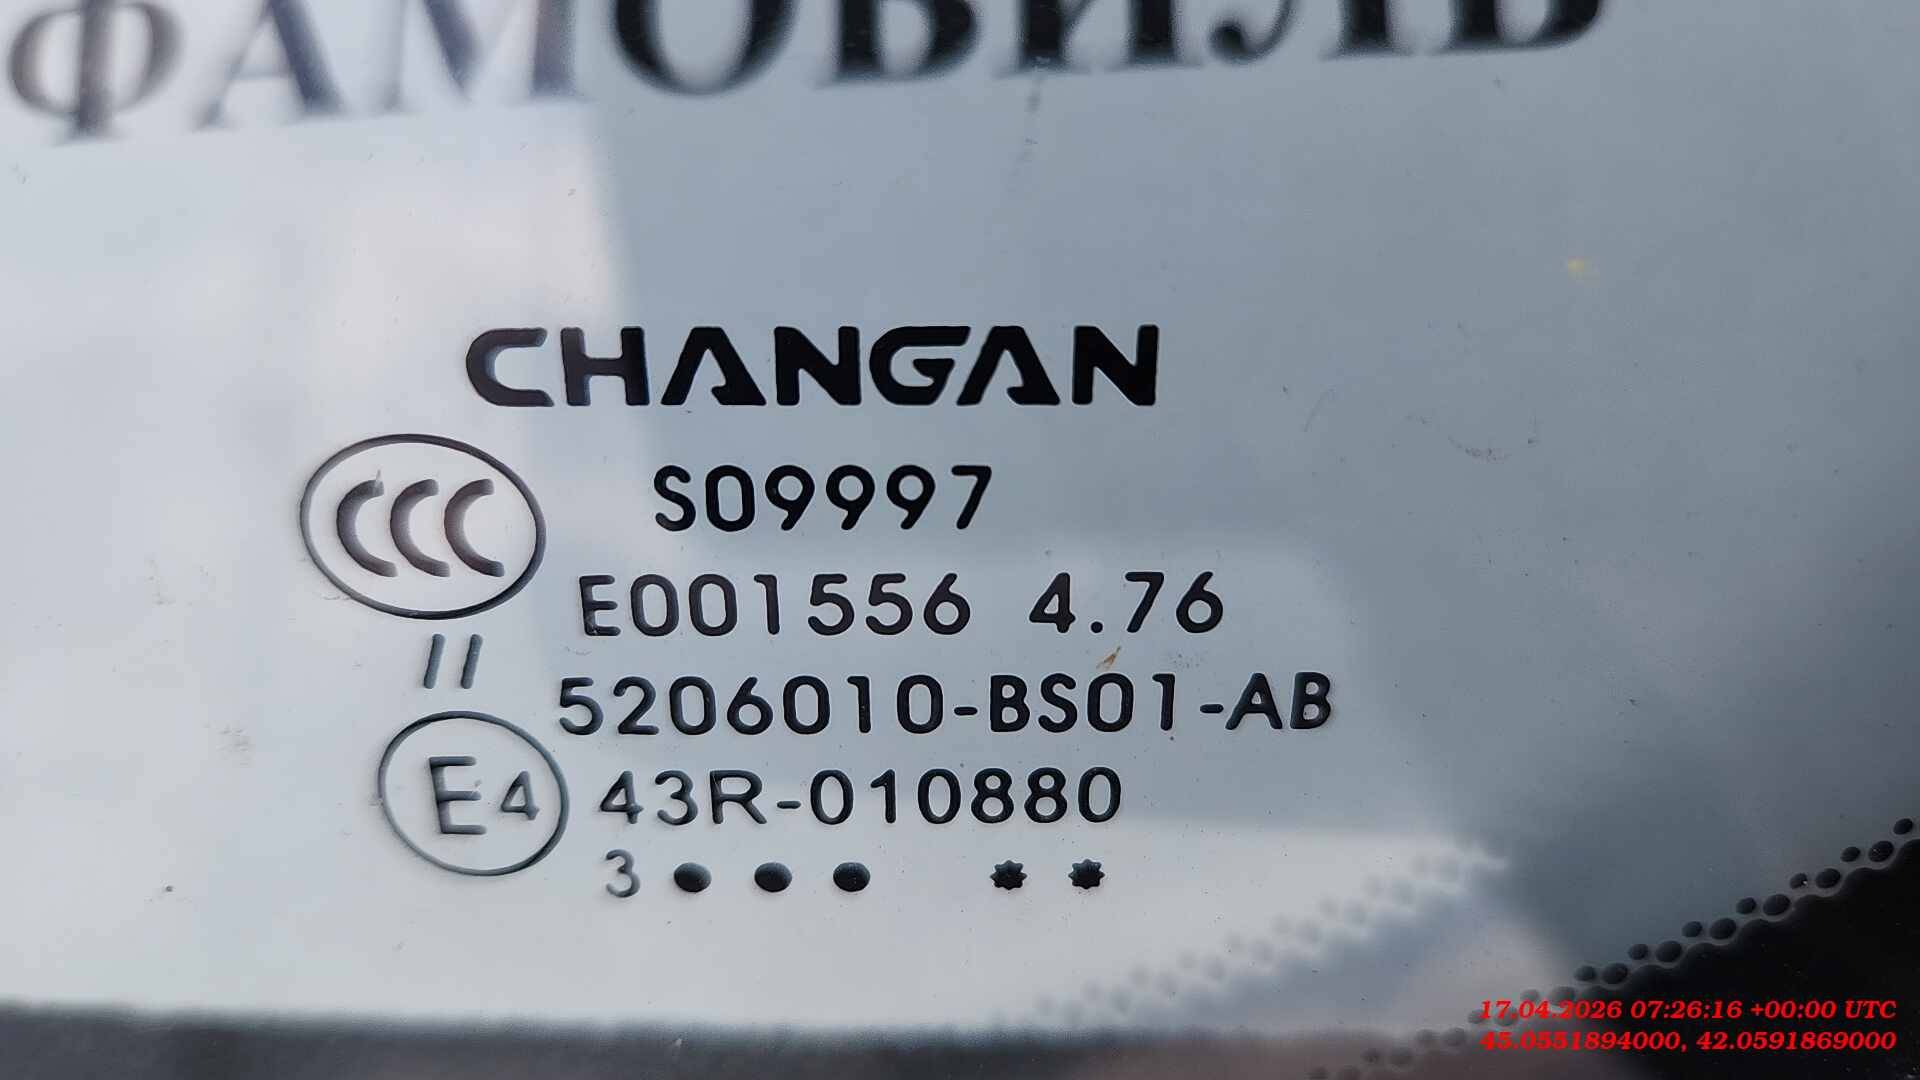 ФАМОБИЛЬ
CHANGAN
CCC
S09997
E001556 4.76
//
5206010-BS01-AB
E4 43R-010880
3 ● ● ● ✸ ✸
17.04.2026 07:26:16 +00:00 UTC
45.0551894000, 42.0591869000